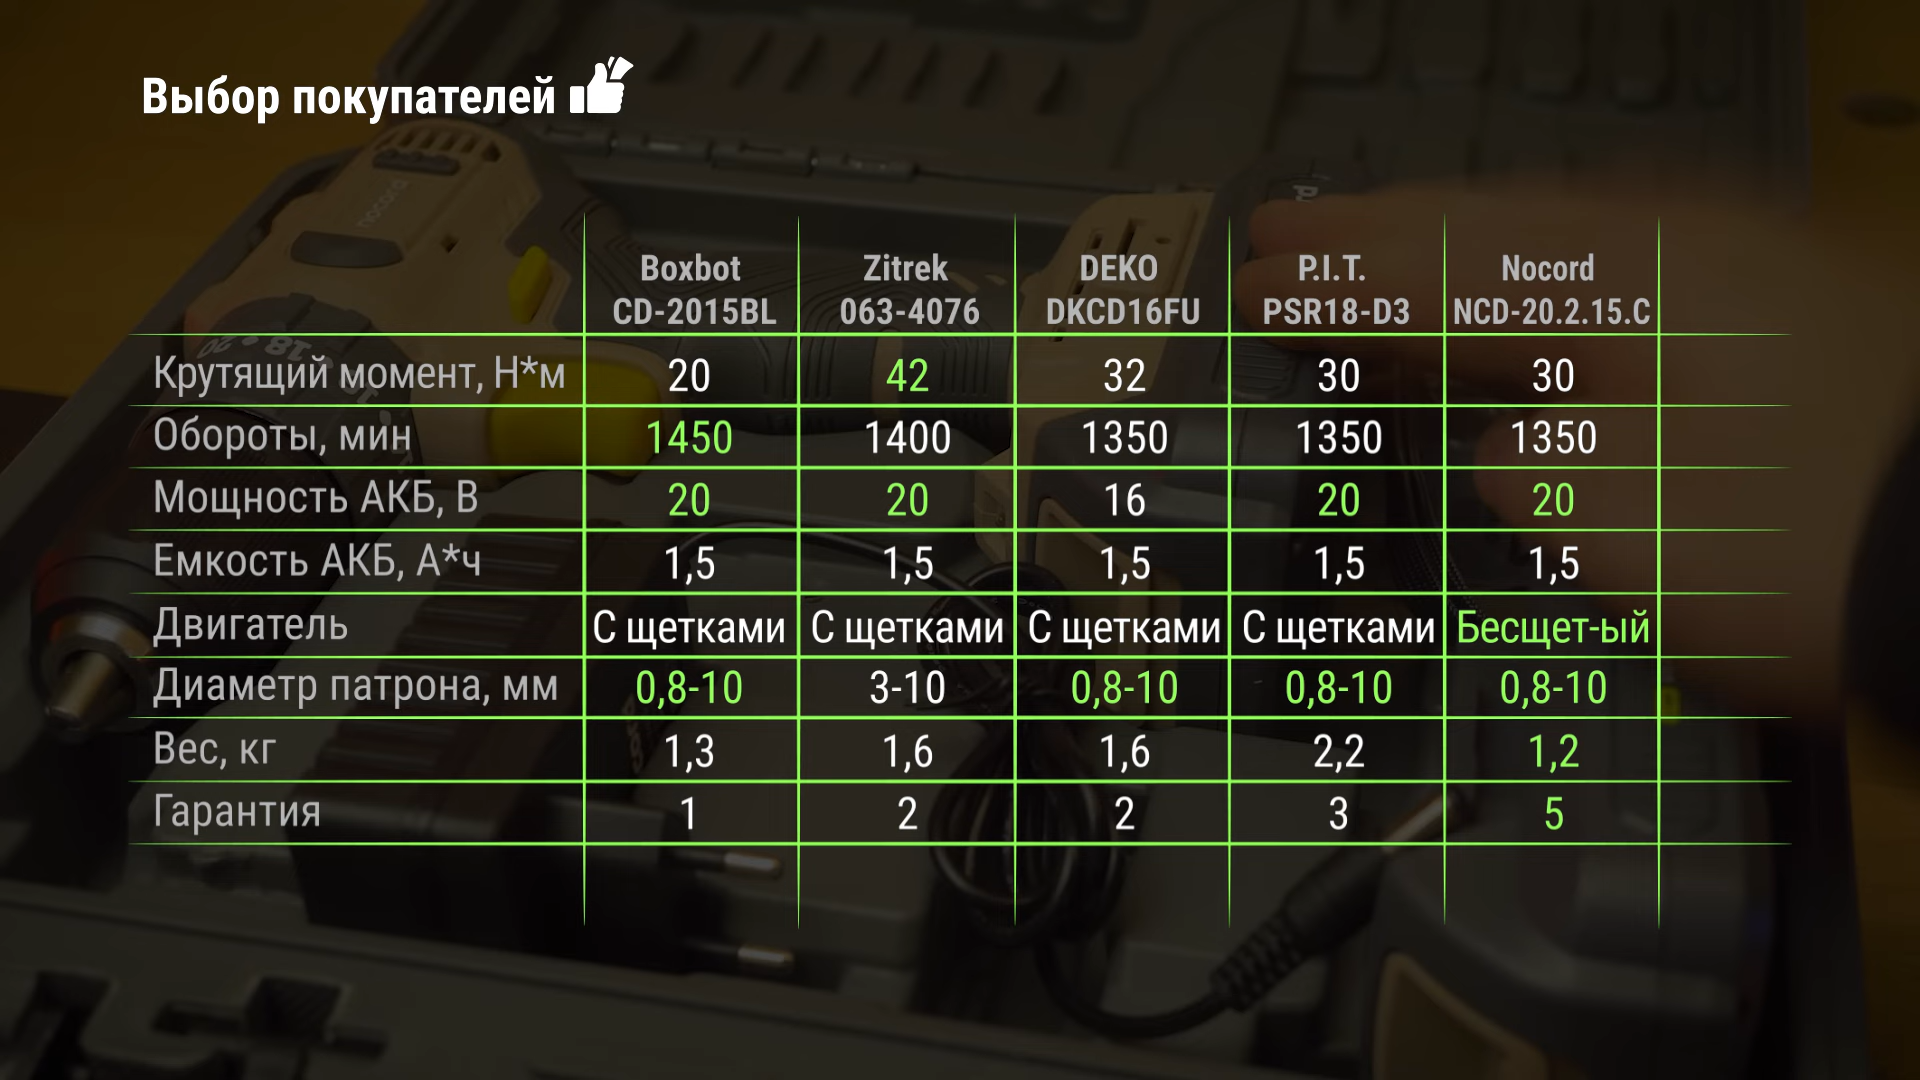 Выбор покупателей
Boxbot CD-2015BL
Zitrek 063-4076
DEKO DKCD16FU
P.I.T. PSR18-D3
Nocord NCD-20.2.15.C
Крутящий момент, Н*м 20 42 32 30 30
Обороты, мин 1450 1400 1350 1350 1350
Мощность АКБ, В 20 20 16 20 20
Емкость АКБ, А*ч 1,5 1,5 1,5 1,5 1,5
Двигатель С щетками С щетками С щетками С щетками Бесщет-ый
Диаметр патрона, мм 0,8-10 3-10 0,8-10 0,8-10 0,8-10
Вес, кг 1,3 1,6 1,6 2,2 1,2
Гарантия 1 2 2 3 5
nocord
18 • 20